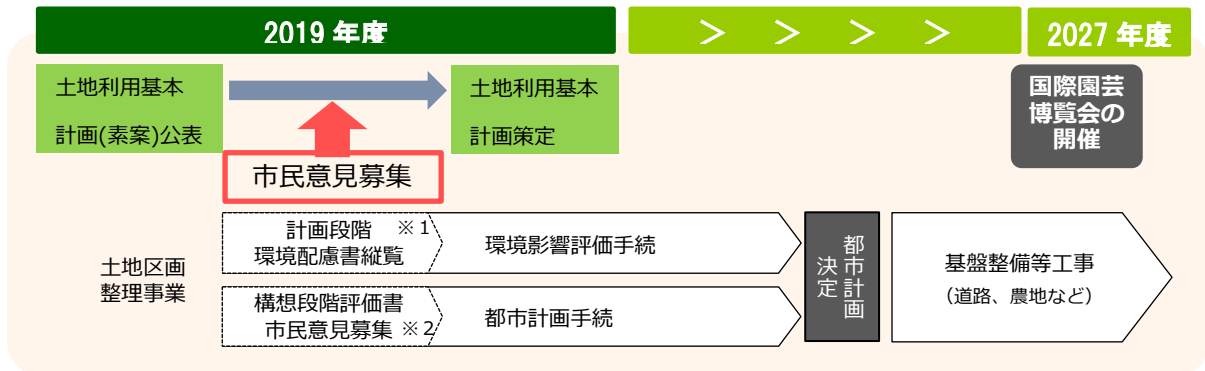 2019 年度
＞ ＞ ＞ ＞
2027 年度
土地利用基本
計画(素案)公表
土地利用基本
計画策定
国際園芸
博覧会の
開催
市民意見募集
土地区画
整理事業
計画段階 ※1
環境配慮書縦覧
環境影響評価手続
構想段階評価書
市民意見募集 ※2
都市計画手続
都市計画
決定
基盤整備等工事
（道路、農地など）